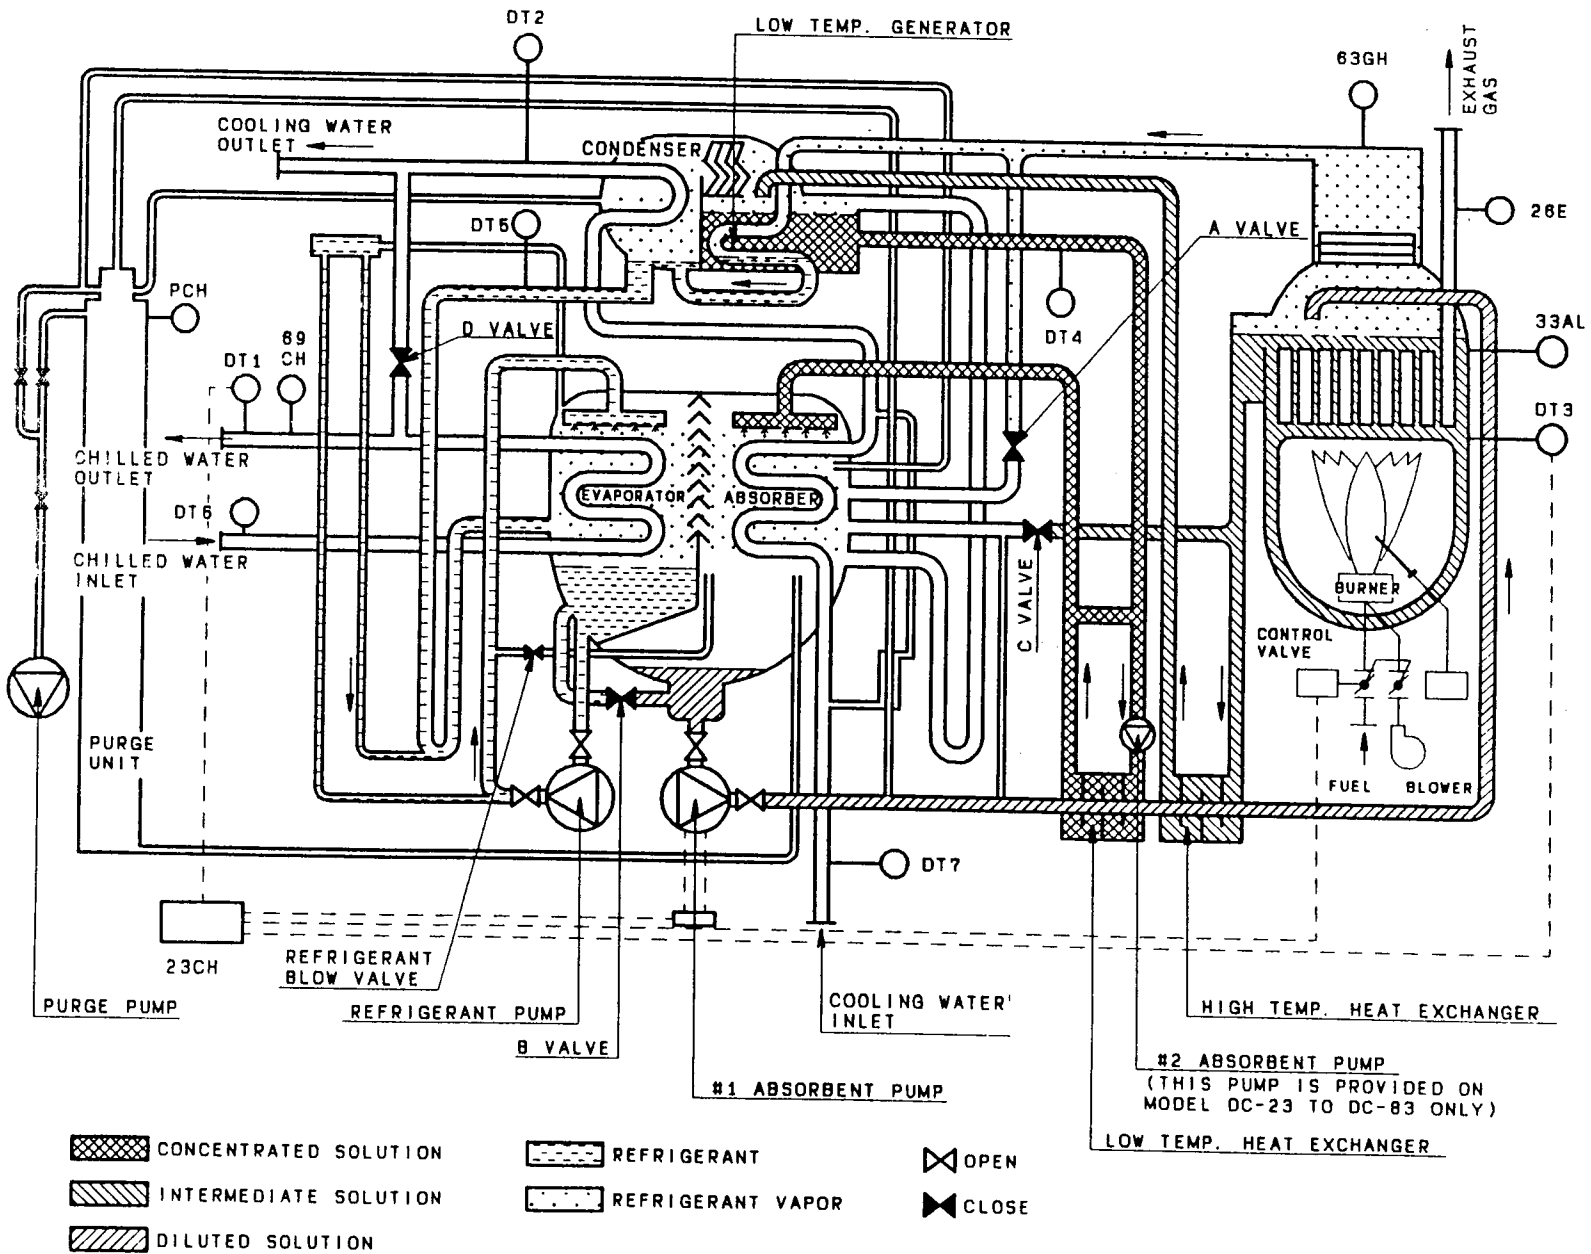 DT2
LOW TEMP. GENERATOR
63GH
EXHAUST
GAS
COOLING WATER
OUTLET
CONDENSER
26E
DT5
A VALVE
PCH
D VALVE
DT4
33AL
69
CH
DT1
DT3
CHILLED WATER
OUTLET
EVAPORATOR
ABSORBER
DT6
CHILLED WATER
INLET
C VALVE
BURNER
CONTROL
VALVE
PURGE
UNIT
FUEL
BLOWER
DT7
23CH
REFRIGERANT
BLOW VALVE
PURGE PUMP
REFRIGERANT PUMP
COOLING WATER
INLET
HIGH TEMP. HEAT EXCHANGER
B VALVE
#2 ABSORBENT PUMP
(THIS PUMP IS PROVIDED ON
MODEL DC-23 TO DC-83 ONLY)
#1 ABSORBENT PUMP
LOW TEMP. HEAT EXCHANGER
CONCENTRATED SOLUTION
REFRIGERANT
OPEN
INTERMEDIATE SOLUTION
REFRIGERANT VAPOR
CLOSE
DILUTED SOLUTION